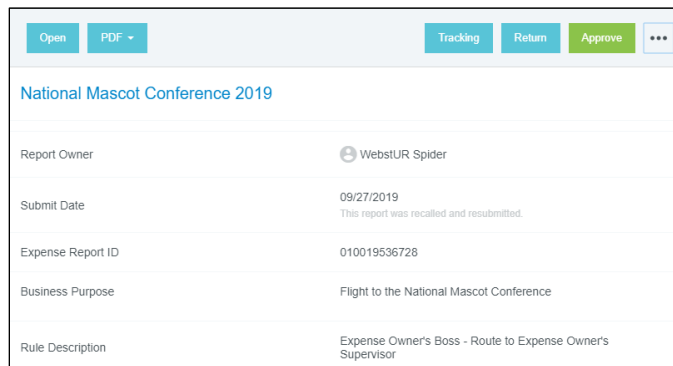 Open PDF Tracking Return Approve
National Mascot Conference 2019
Report Owner WebstUR Spider
Submit Date 09/27/2019
This report was recalled and resubmitted.
Expense Report ID 010019536728
Business Purpose Flight to the National Mascot Conference
Rule Description Expense Owner's Boss - Route to Expense Owner's
Supervisor